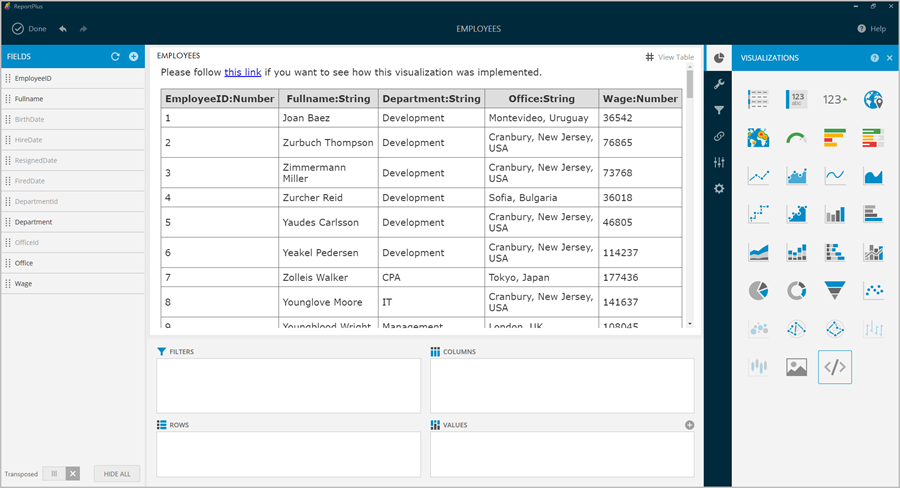 ReportPlus
Done
EMPLOYEES
Help
FIELDS
EmployeeID
Fullname
BirthDate
HireDate
ResignedDate
FiredDate
DepartmentId
Department
OfficeId
Office
Wage
Transposed
HIDE ALL
EMPLOYEES
View Table
Please follow this link if you want to see how this visualization was implemented.
EmployeeID:Number Fullname:String Department:String Office:String Wage:Number
1 Joan Baez Development Montevideo, Uruguay 36542
2 Zurbuch Thompson Development Cranbury, New Jersey, USA 76865
3 Zimmermann Miller Development Cranbury, New Jersey, USA 73768
4 Zurcher Reid Development Sofia, Bulgaria 36018
5 Yaudes Carlsson Development Cranbury, New Jersey, USA 46805
6 Yeakel Pedersen Development Cranbury, New Jersey, USA 114237
7 Zolleis Walker CPA Tokyo, Japan 177436
8 Younglove Moore IT Cranbury, New Jersey, USA 141637
9 Youngblood Wright Management London, UK 108045
FILTERS
COLUMNS
ROWS
VALUES
VISUALIZATIONS
123
abc
123